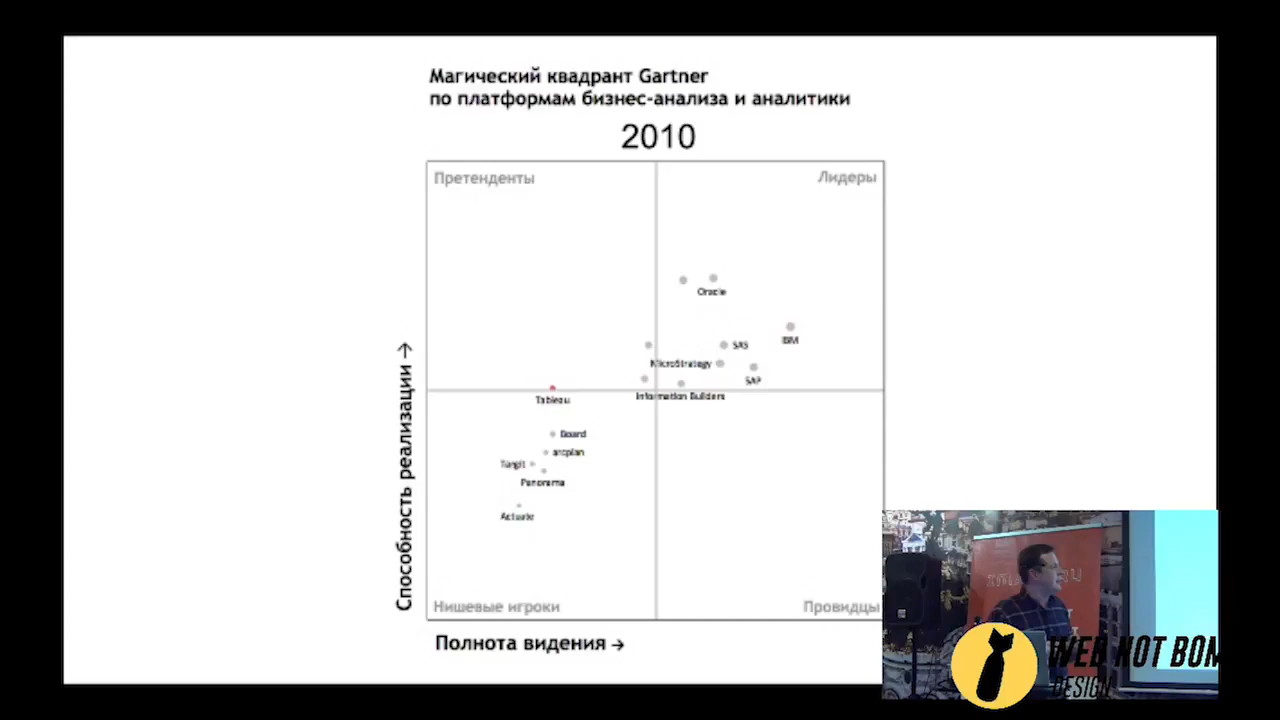 Магический квадрант Gartner
по платформам бизнес-анализа и аналитики
2010
Претенденты
Лидеры
Oracle
IBM
SAS
MicroStrategy
SAP
Information Builders
Tableau
Board
arcplan
Targit
Panorama
Actuate
Способность реализации →
Нишевые игроки
Провидцы
Полнота видения →
WEB NOT BOM
DESIGN